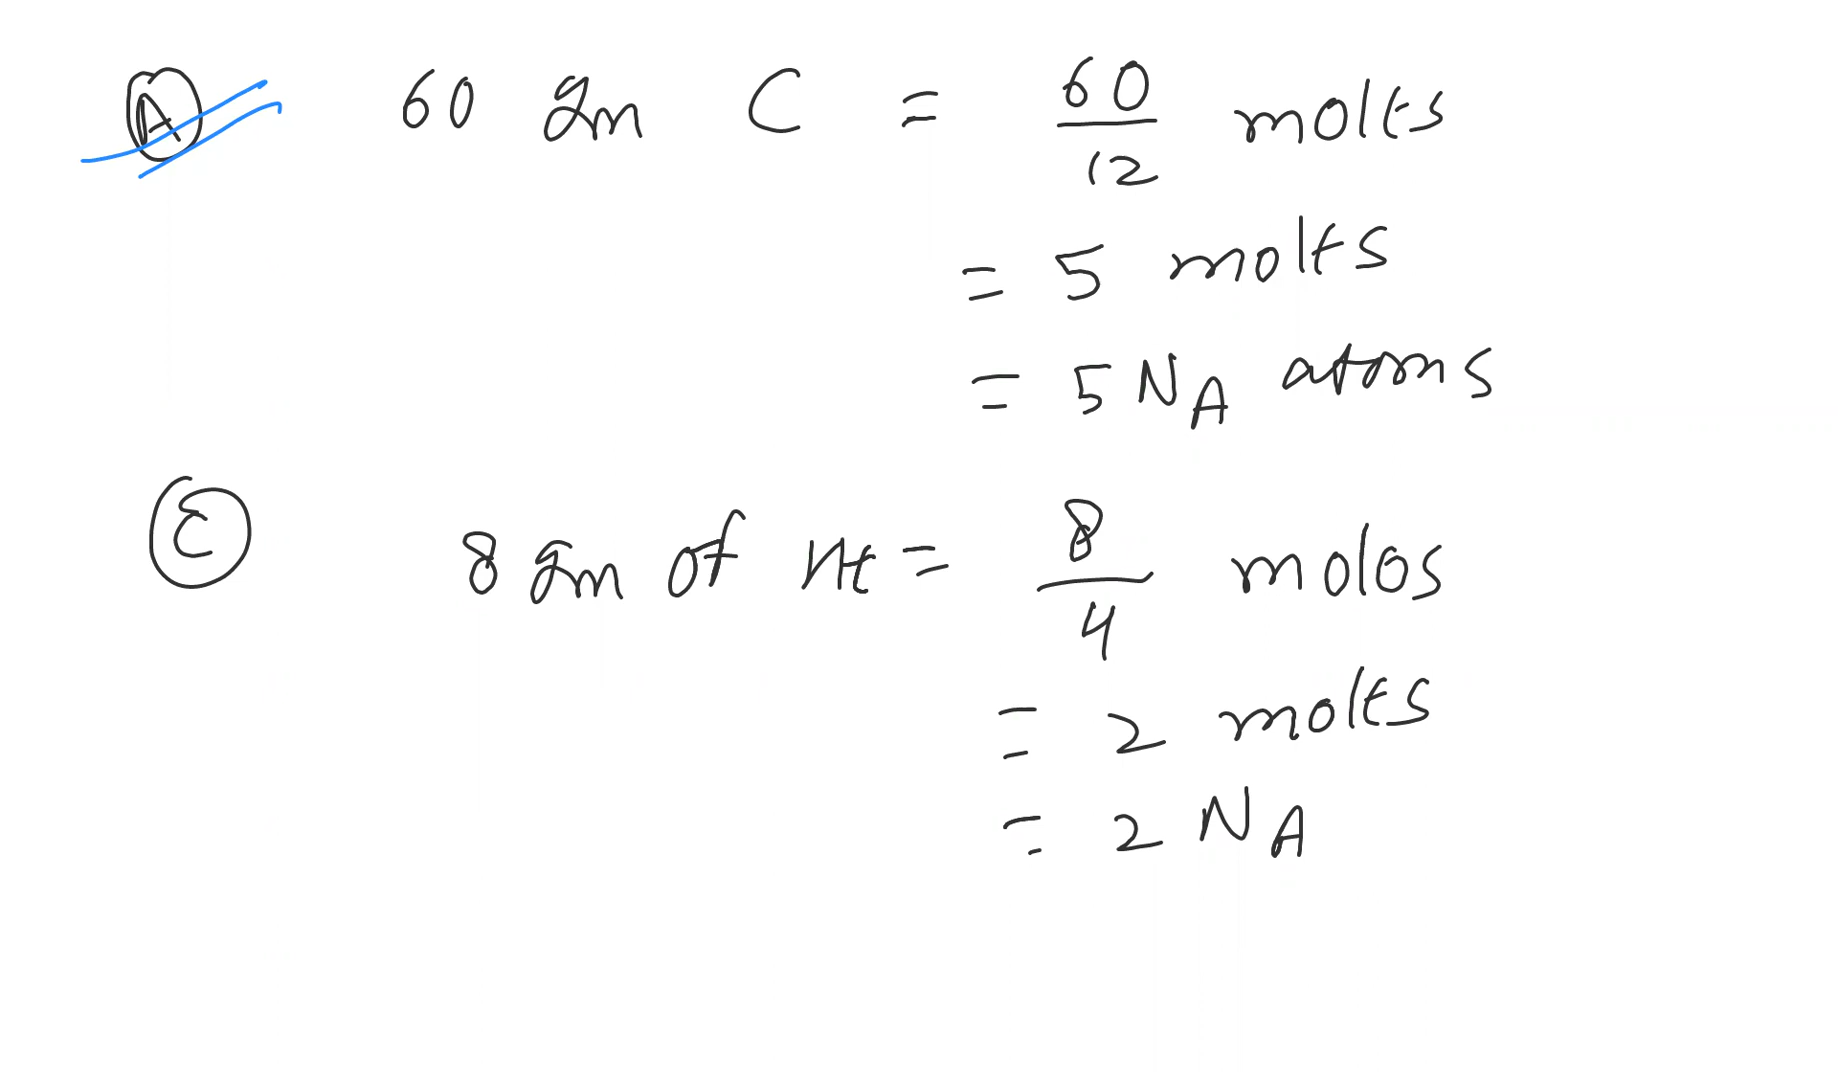 (A) 60 gm C = 60/12 moles
= 5 moles
= 5 NA atoms
(C) 8 gm of He = 8/4 moles
= 2 moles
= 2 NA